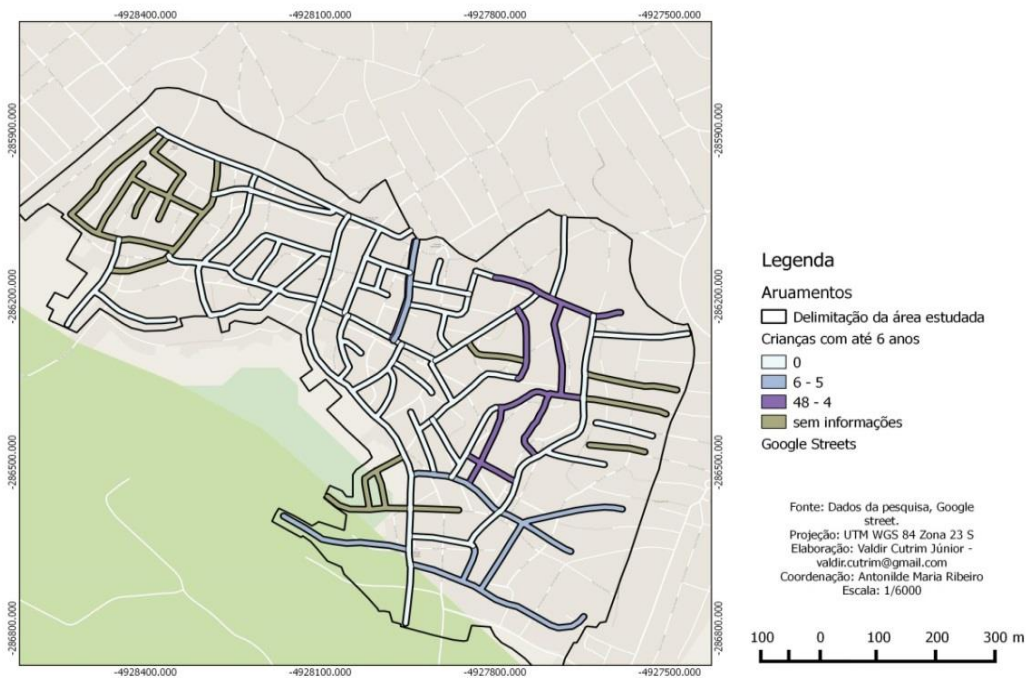 -4928400.000 -4928100.000 -4927800.000 -4927500.000
-285900.000 -285900.000
-286200.000 -286200.000
-286500.000 -286500.000
-286800.000 -286800.000
-4928400.000 -4928100.000 -4927800.000 -4927500.000
Legenda
Aruamentos
Delimitação da área estudada
Crianças com até 6 anos
0
6 - 5
48 - 4
sem informações
Google Streets
Fonte: Dados da pesquisa, Google
street.
Projeção: UTM WGS 84 Zona 23 S
Elaboração: Valdir Cutrim Júnior -
valdir.cutrim@gmail.com
Coordenação: Antonilde Maria Ribeiro
Escala: 1/6000
100 0 100 200 300 m